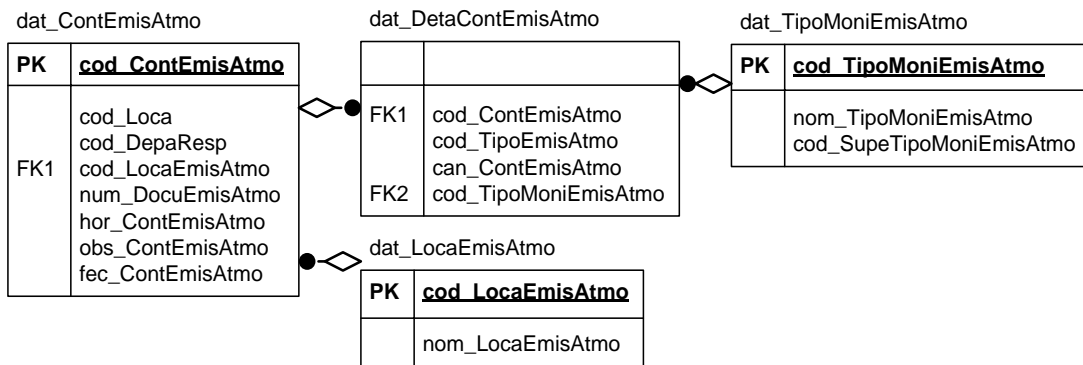 dat_ContEmisAtmo
PK cod_ContEmisAtmo
cod_Loca
cod_DepaResp
FK1 cod_LocaEmisAtmo
num_DocuEmisAtmo
hor_ContEmisAtmo
obs_ContEmisAtmo
fec_ContEmisAtmo
dat_DetaContEmisAtmo
FK1 cod_ContEmisAtmo
cod_TipoEmisAtmo
can_ContEmisAtmo
FK2 cod_TipoMoniEmisAtmo
dat_TipoMoniEmisAtmo
PK cod_TipoMoniEmisAtmo
nom_TipoMoniEmisAtmo
cod_SupeTipoMoniEmisAtmo
dat_LocaEmisAtmo
PK cod_LocaEmisAtmo
nom_LocaEmisAtmo